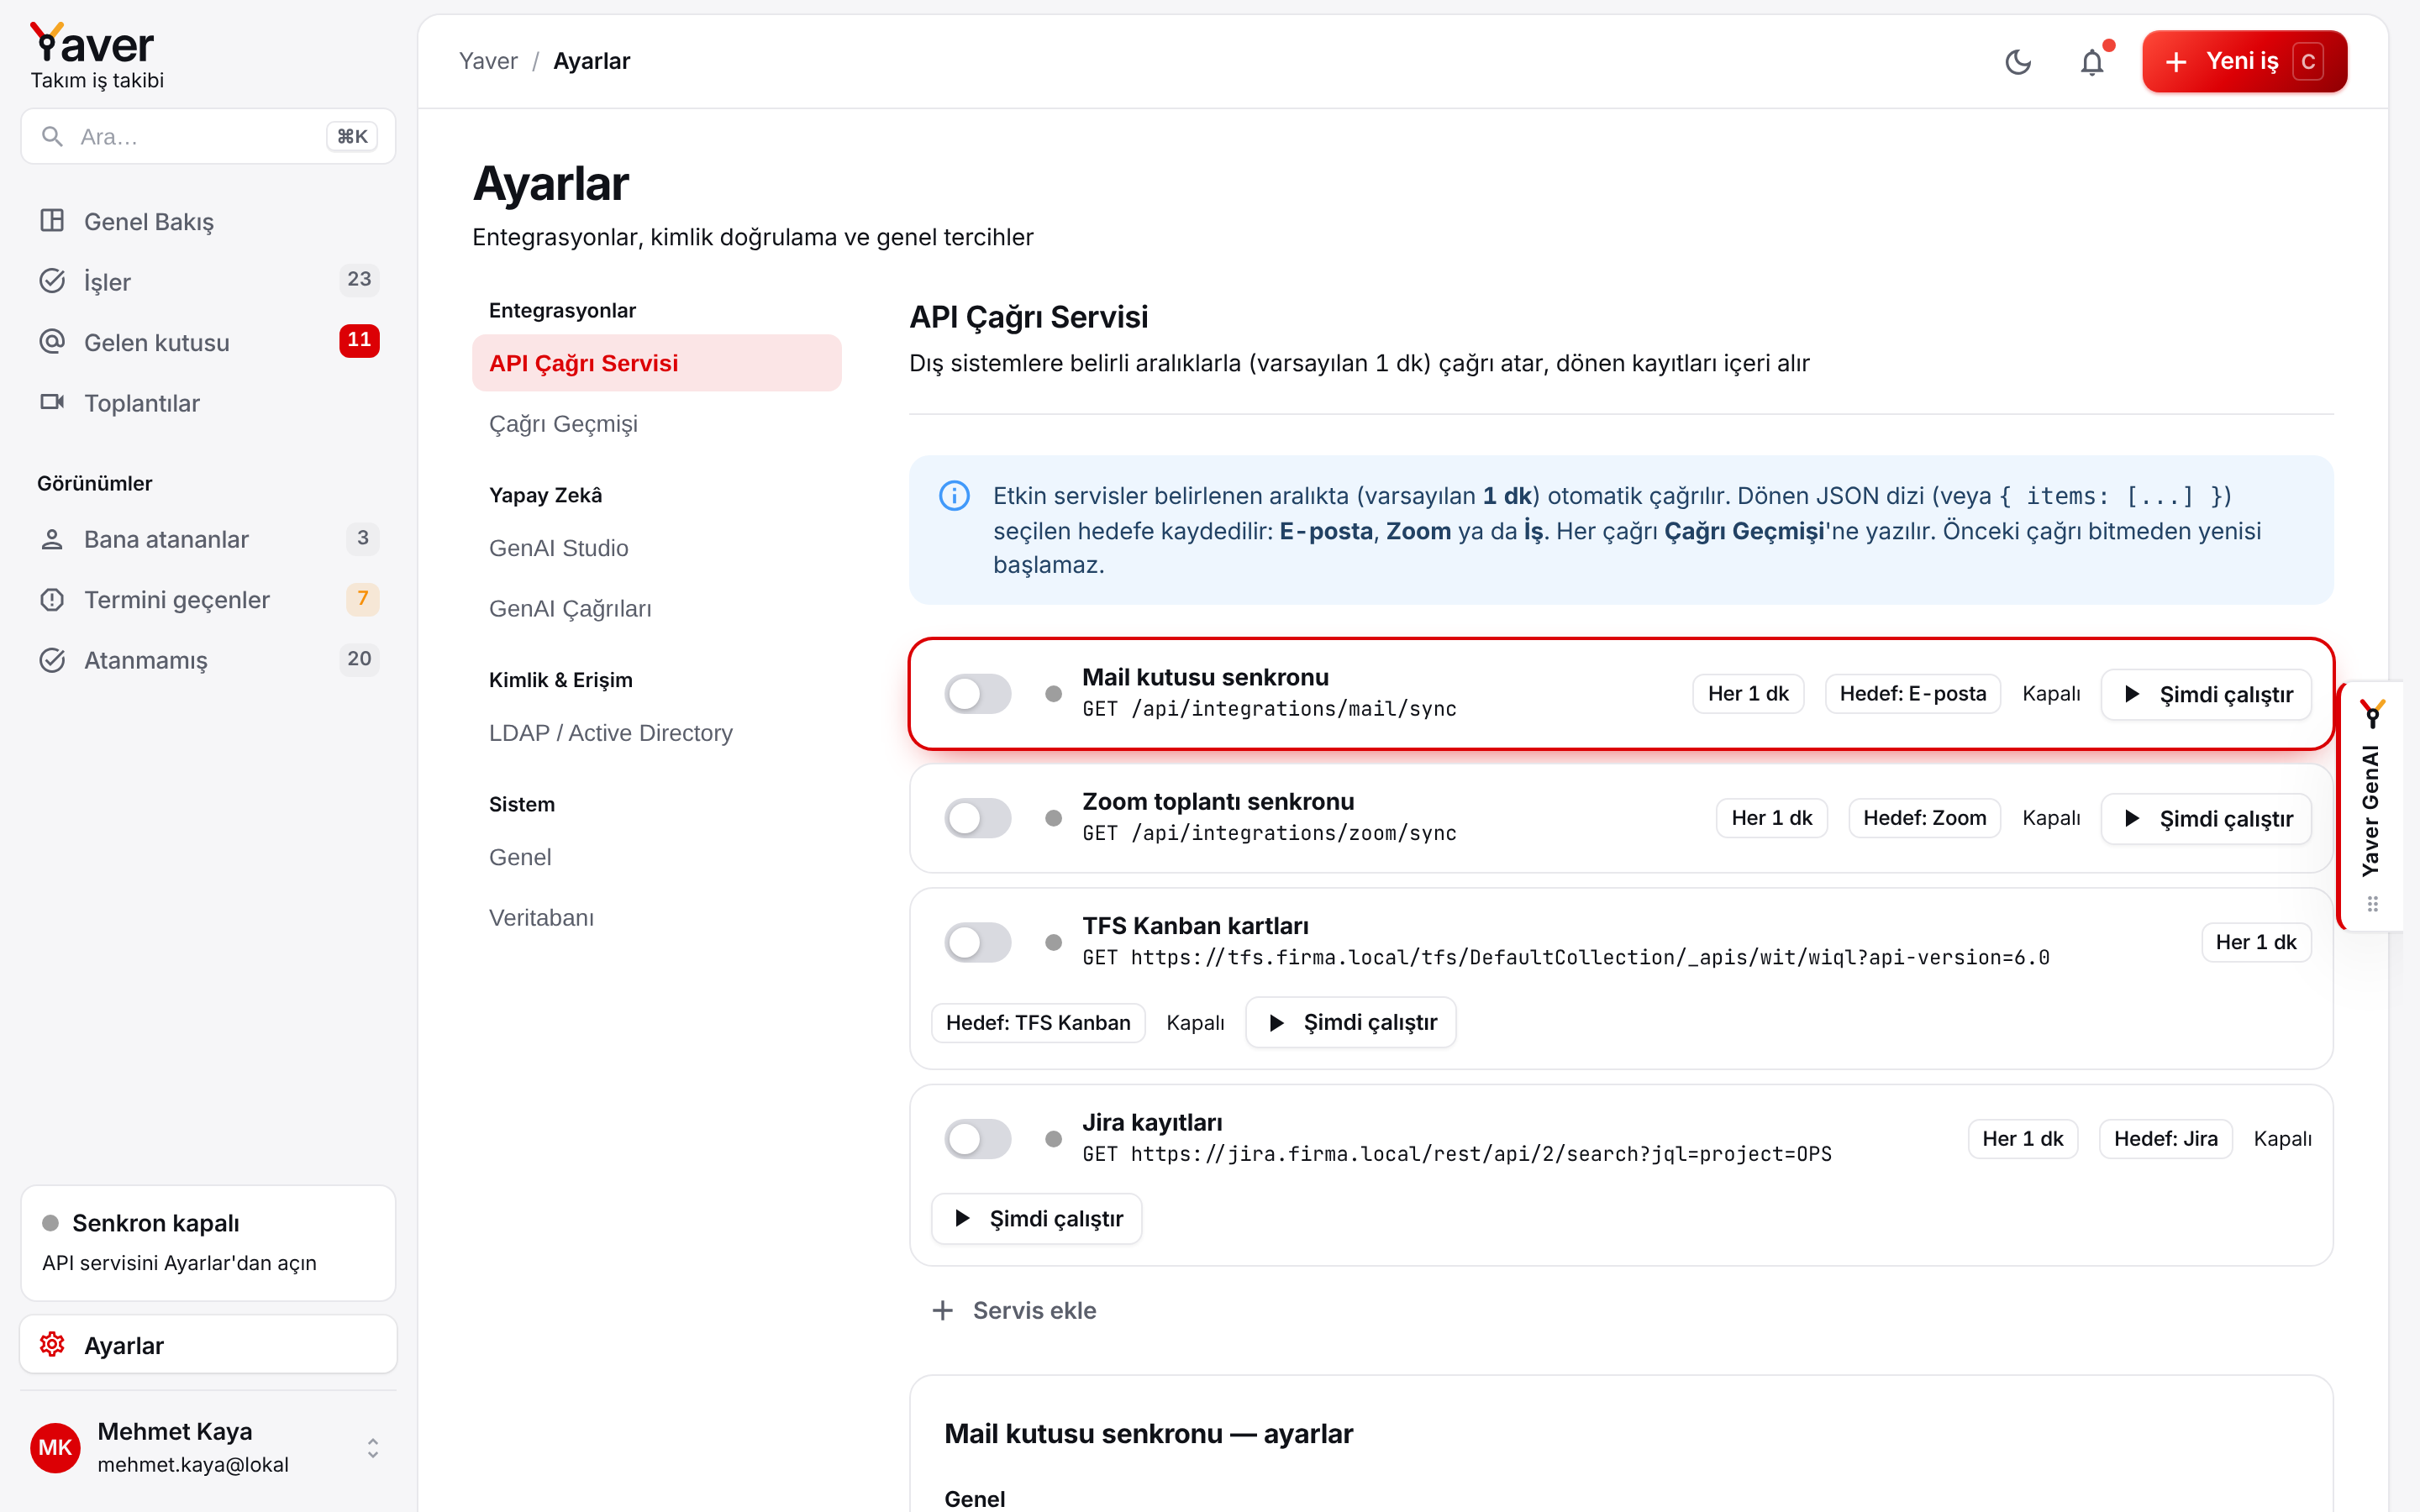 Yaver
Takım iş takibi
Ara...
⌘K
Genel Bakış
İşler
23
Gelen kutusu
11
Toplantılar
Görünümler
Bana atananlar
3
Termini geçenler
7
Atanmamış
20
Senkron kapalı
API servisini Ayarlar'dan açın
Ayarlar
MK
Mehmet Kaya
mehmet.kaya@lokal
Yaver / Ayarlar
Yeni iş
C
Ayarlar
Entegrasyonlar, kimlik doğrulama ve genel tercihler
Entegrasyonlar
API Çağrı Servisi
Çağrı Geçmişi
Yapay Zekâ
GenAI Studio
GenAI Çağrıları
Kimlik & Erişim
LDAP / Active Directory
Sistem
Genel
Veritabanı
API Çağrı Servisi
Dış sistemlere belirli aralıklarla (varsayılan 1 dk) çağrı atar, dönen kayıtları içeri alır
Etkin servisler belirlenen aralıkta (varsayılan 1 dk) otomatik çağrılır. Dönen JSON dizi (veya { items: [...] })
seçilen hedefe kaydedilir: E-posta, Zoom ya da İş. Her çağrı Çağrı Geçmişi'ne yazılır. Önceki çağrı bitmeden yenisi
başlamaz.
Mail kutusu senkronu
GET /api/integrations/mail/sync
Her 1 dk
Hedef: E-posta
Kapalı
Şimdi çalıştır
Zoom toplantı senkronu
GET /api/integrations/zoom/sync
Her 1 dk
Hedef: Zoom
Kapalı
Şimdi çalıştır
TFS Kanban kartları
GET https://tfs.firma.local/tfs/DefaultCollection/_apis/wit/wiql?api-version=6.0
Her 1 dk
Hedef: TFS Kanban
Kapalı
Şimdi çalıştır
Jira kayıtları
GET https://jira.firma.local/rest/api/2/search?jql=project=OPS
Her 1 dk
Hedef: Jira
Kapalı
Şimdi çalıştır
Servis ekle
Mail kutusu senkronu — ayarlar
Genel
Yaver GenAI